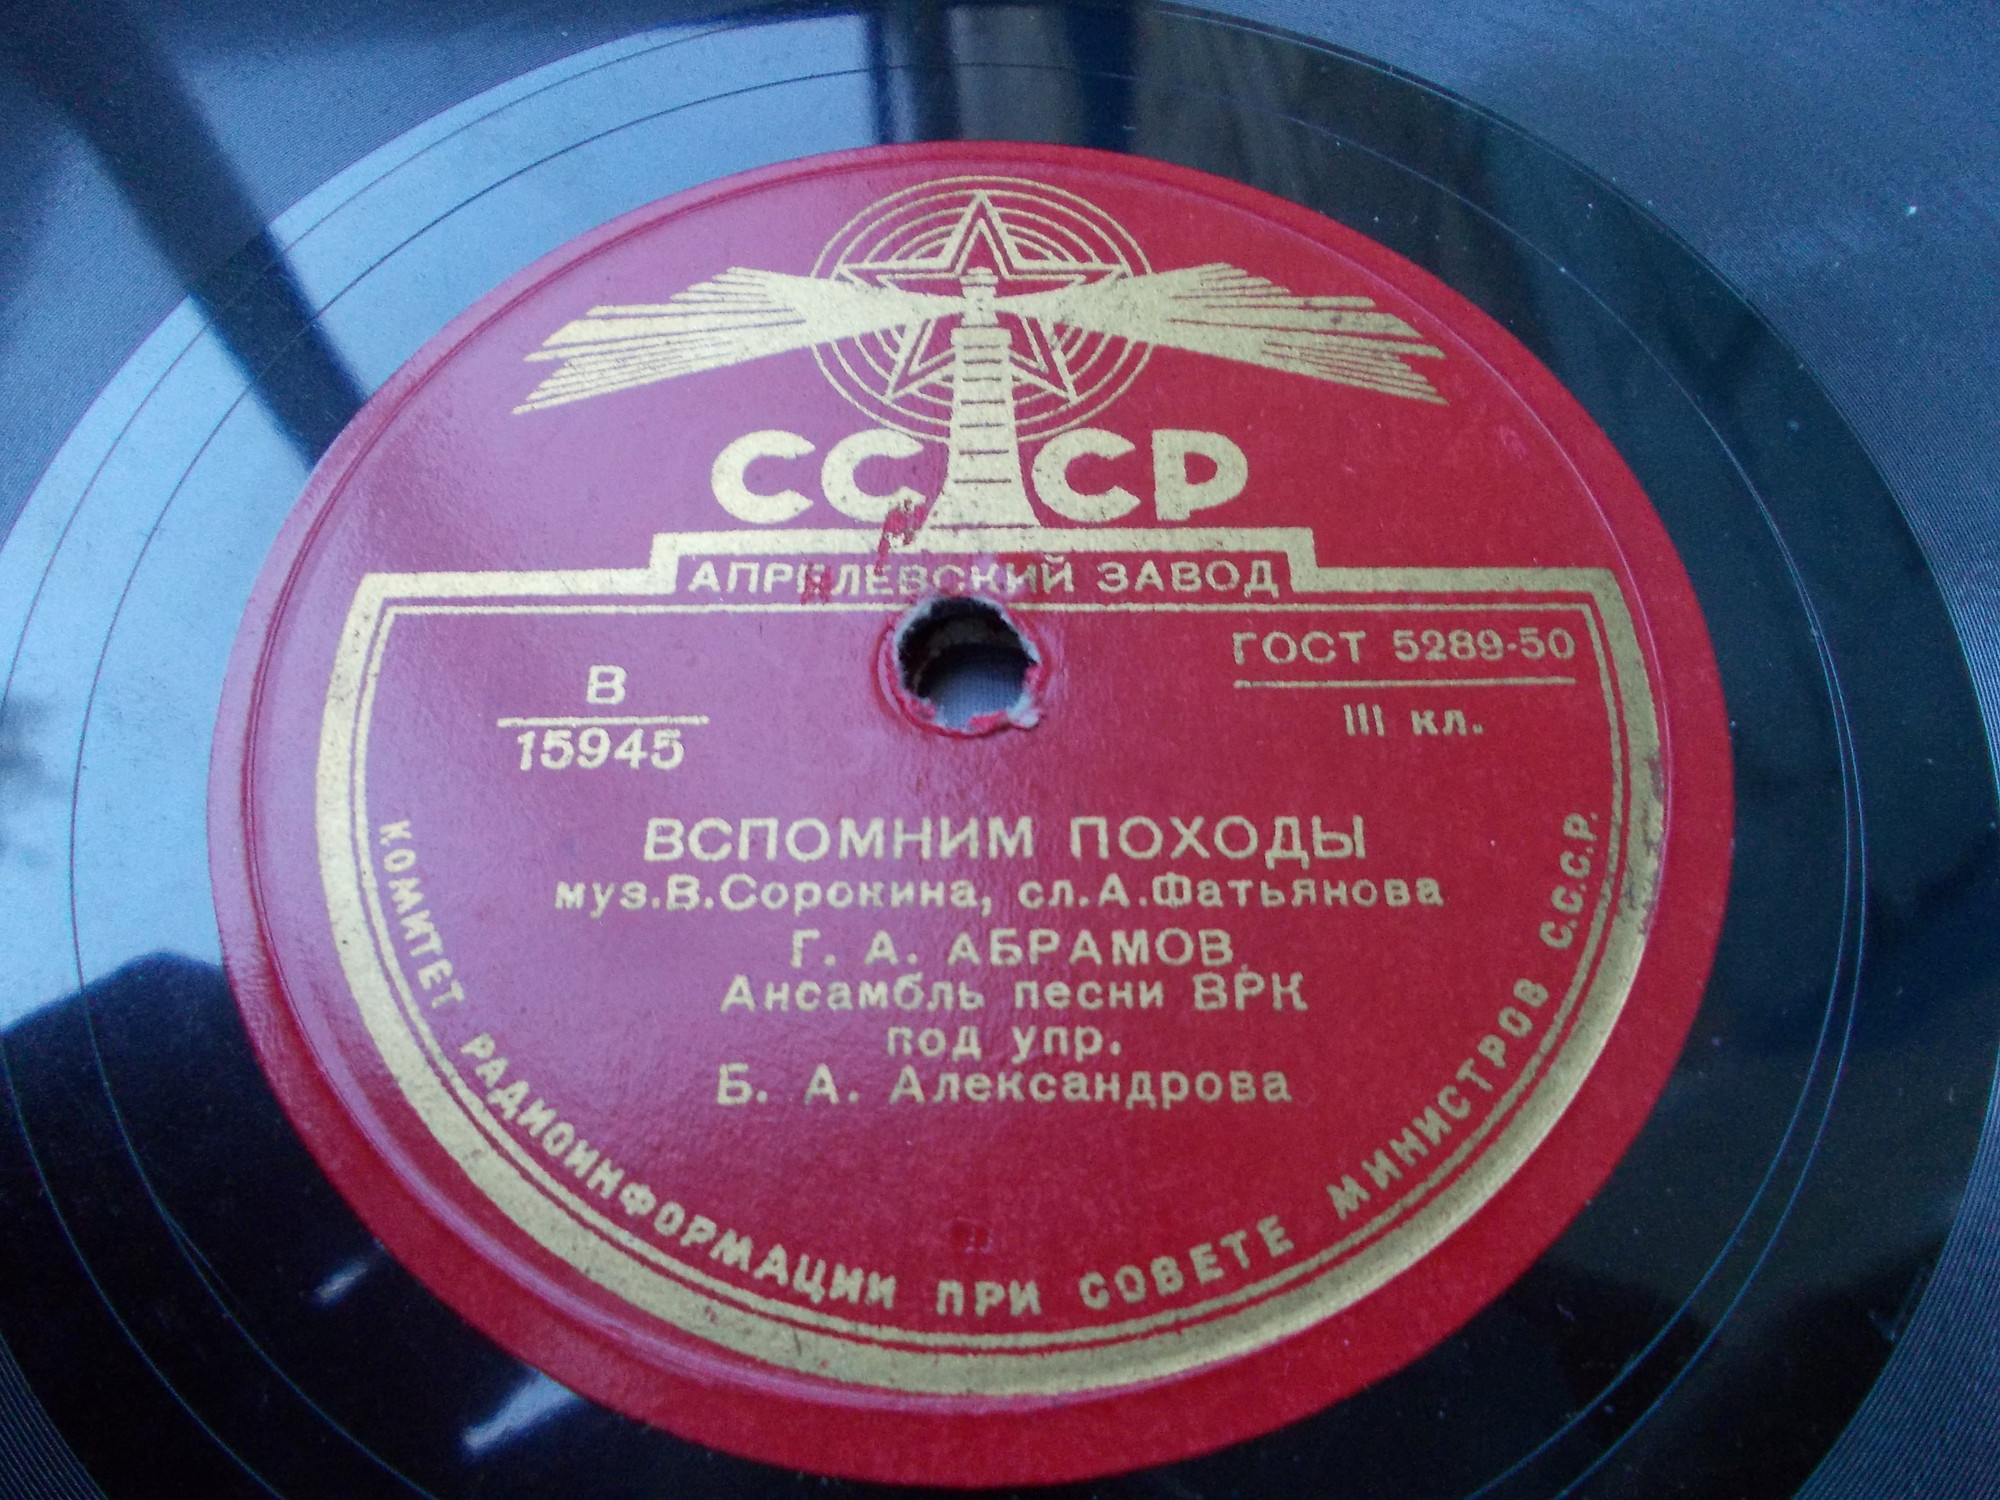 СССР
АПРЕЛЕВСКИЙ ЗАВОД
ГОСТ 5289-50
III кл.
В
15945
ВСПОМНИМ ПОХОДЫ
муз.В.Сорокина, сл.А.Фатьянова
Г. А. АБРАМОВ
Ансамбль песни ВРК
под упр.
Б. А. Александрова
КОМИТЕТ РАДИОИНФОРМАЦИИ ПРИ СОВЕТЕ МИНИСТРОВ С.С.С.Р.